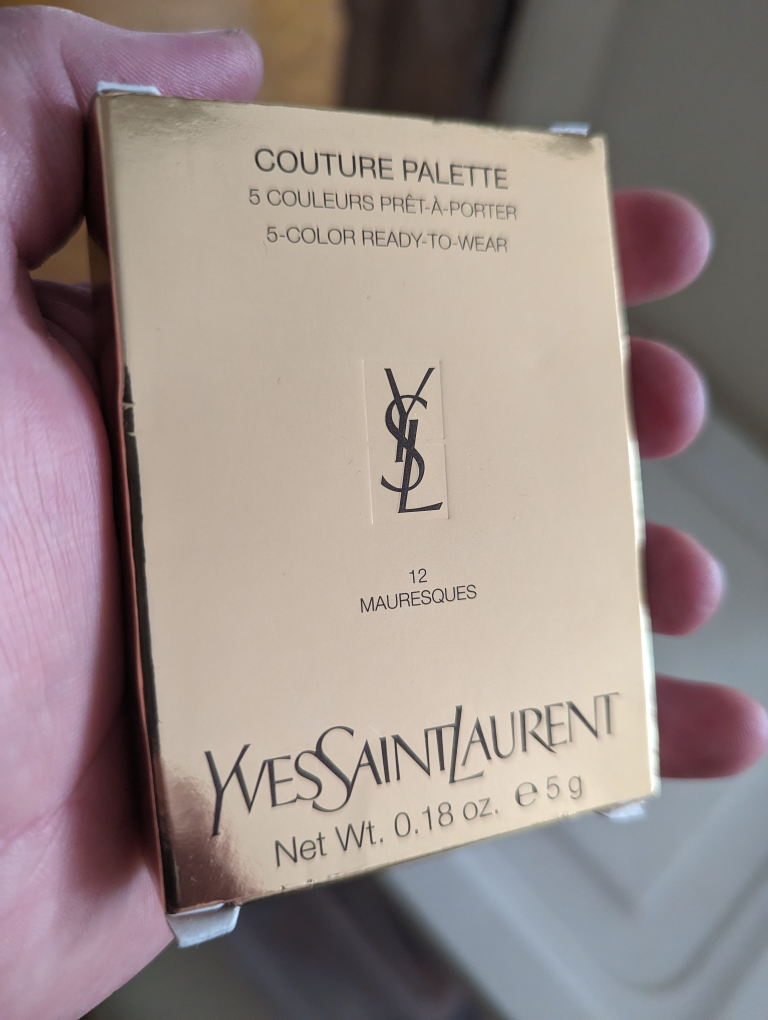 COUTURE PALETTE
5 COULEURS PRÊT-À-PORTER
5-COLOR READY-TO-WEAR
YSL
12
MAURESQUES
YVESSAINTLAURENT
Net Wt. 0.18 oz. ℮ 5 g